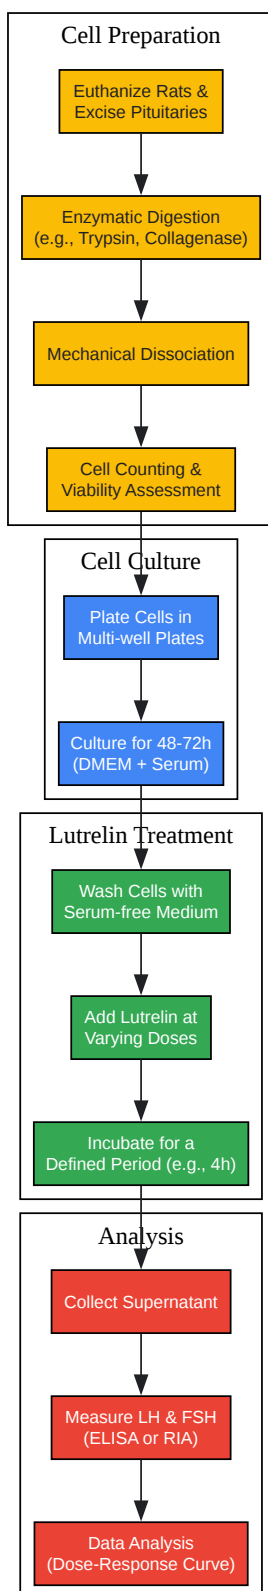 Cell Preparation
Euthanize Rats &
Excise Pituitaries
Enzymatic Digestion
(e.g., Trypsin, Collagenase)
Mechanical Dissociation
Cell Counting &
Viability Assessment
Cell Culture
Plate Cells in
Multi-well Plates
Culture for 48-72h
(DMEM + Serum)
Lutrelin Treatment
Wash Cells with
Serum-free Medium
Add Lutrelin at
Varying Doses
Incubate for a
Defined Period (e.g., 4h)
Analysis
Collect Supernatant
Measure LH & FSH
(ELISA or RIA)
Data Analysis
(Dose-Response Curve)